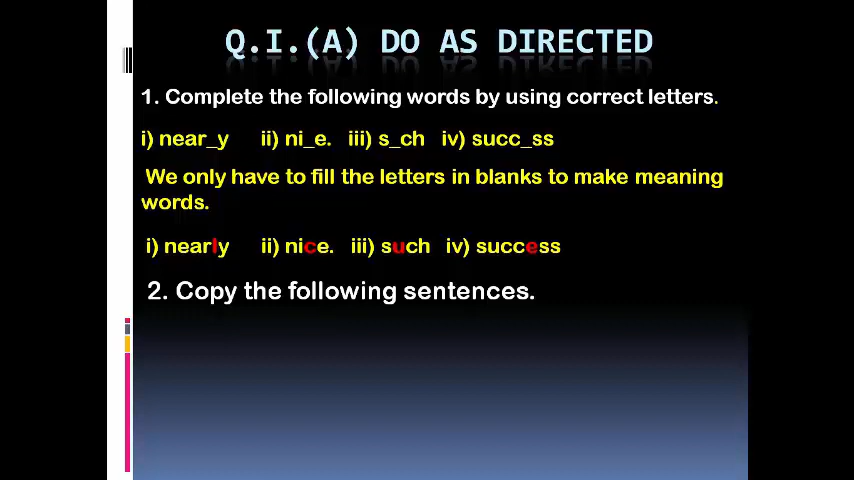 Q.I.(A) DO AS DIRECTED
1. Complete the following words by using correct letters.
i) near_y ii) ni_e. iii) s_ch iv) succ_ss
We only have to fill the letters in blanks to make meaning
words.
i) nearly ii) nice. iii) such iv) success
2. Copy the following sentences.